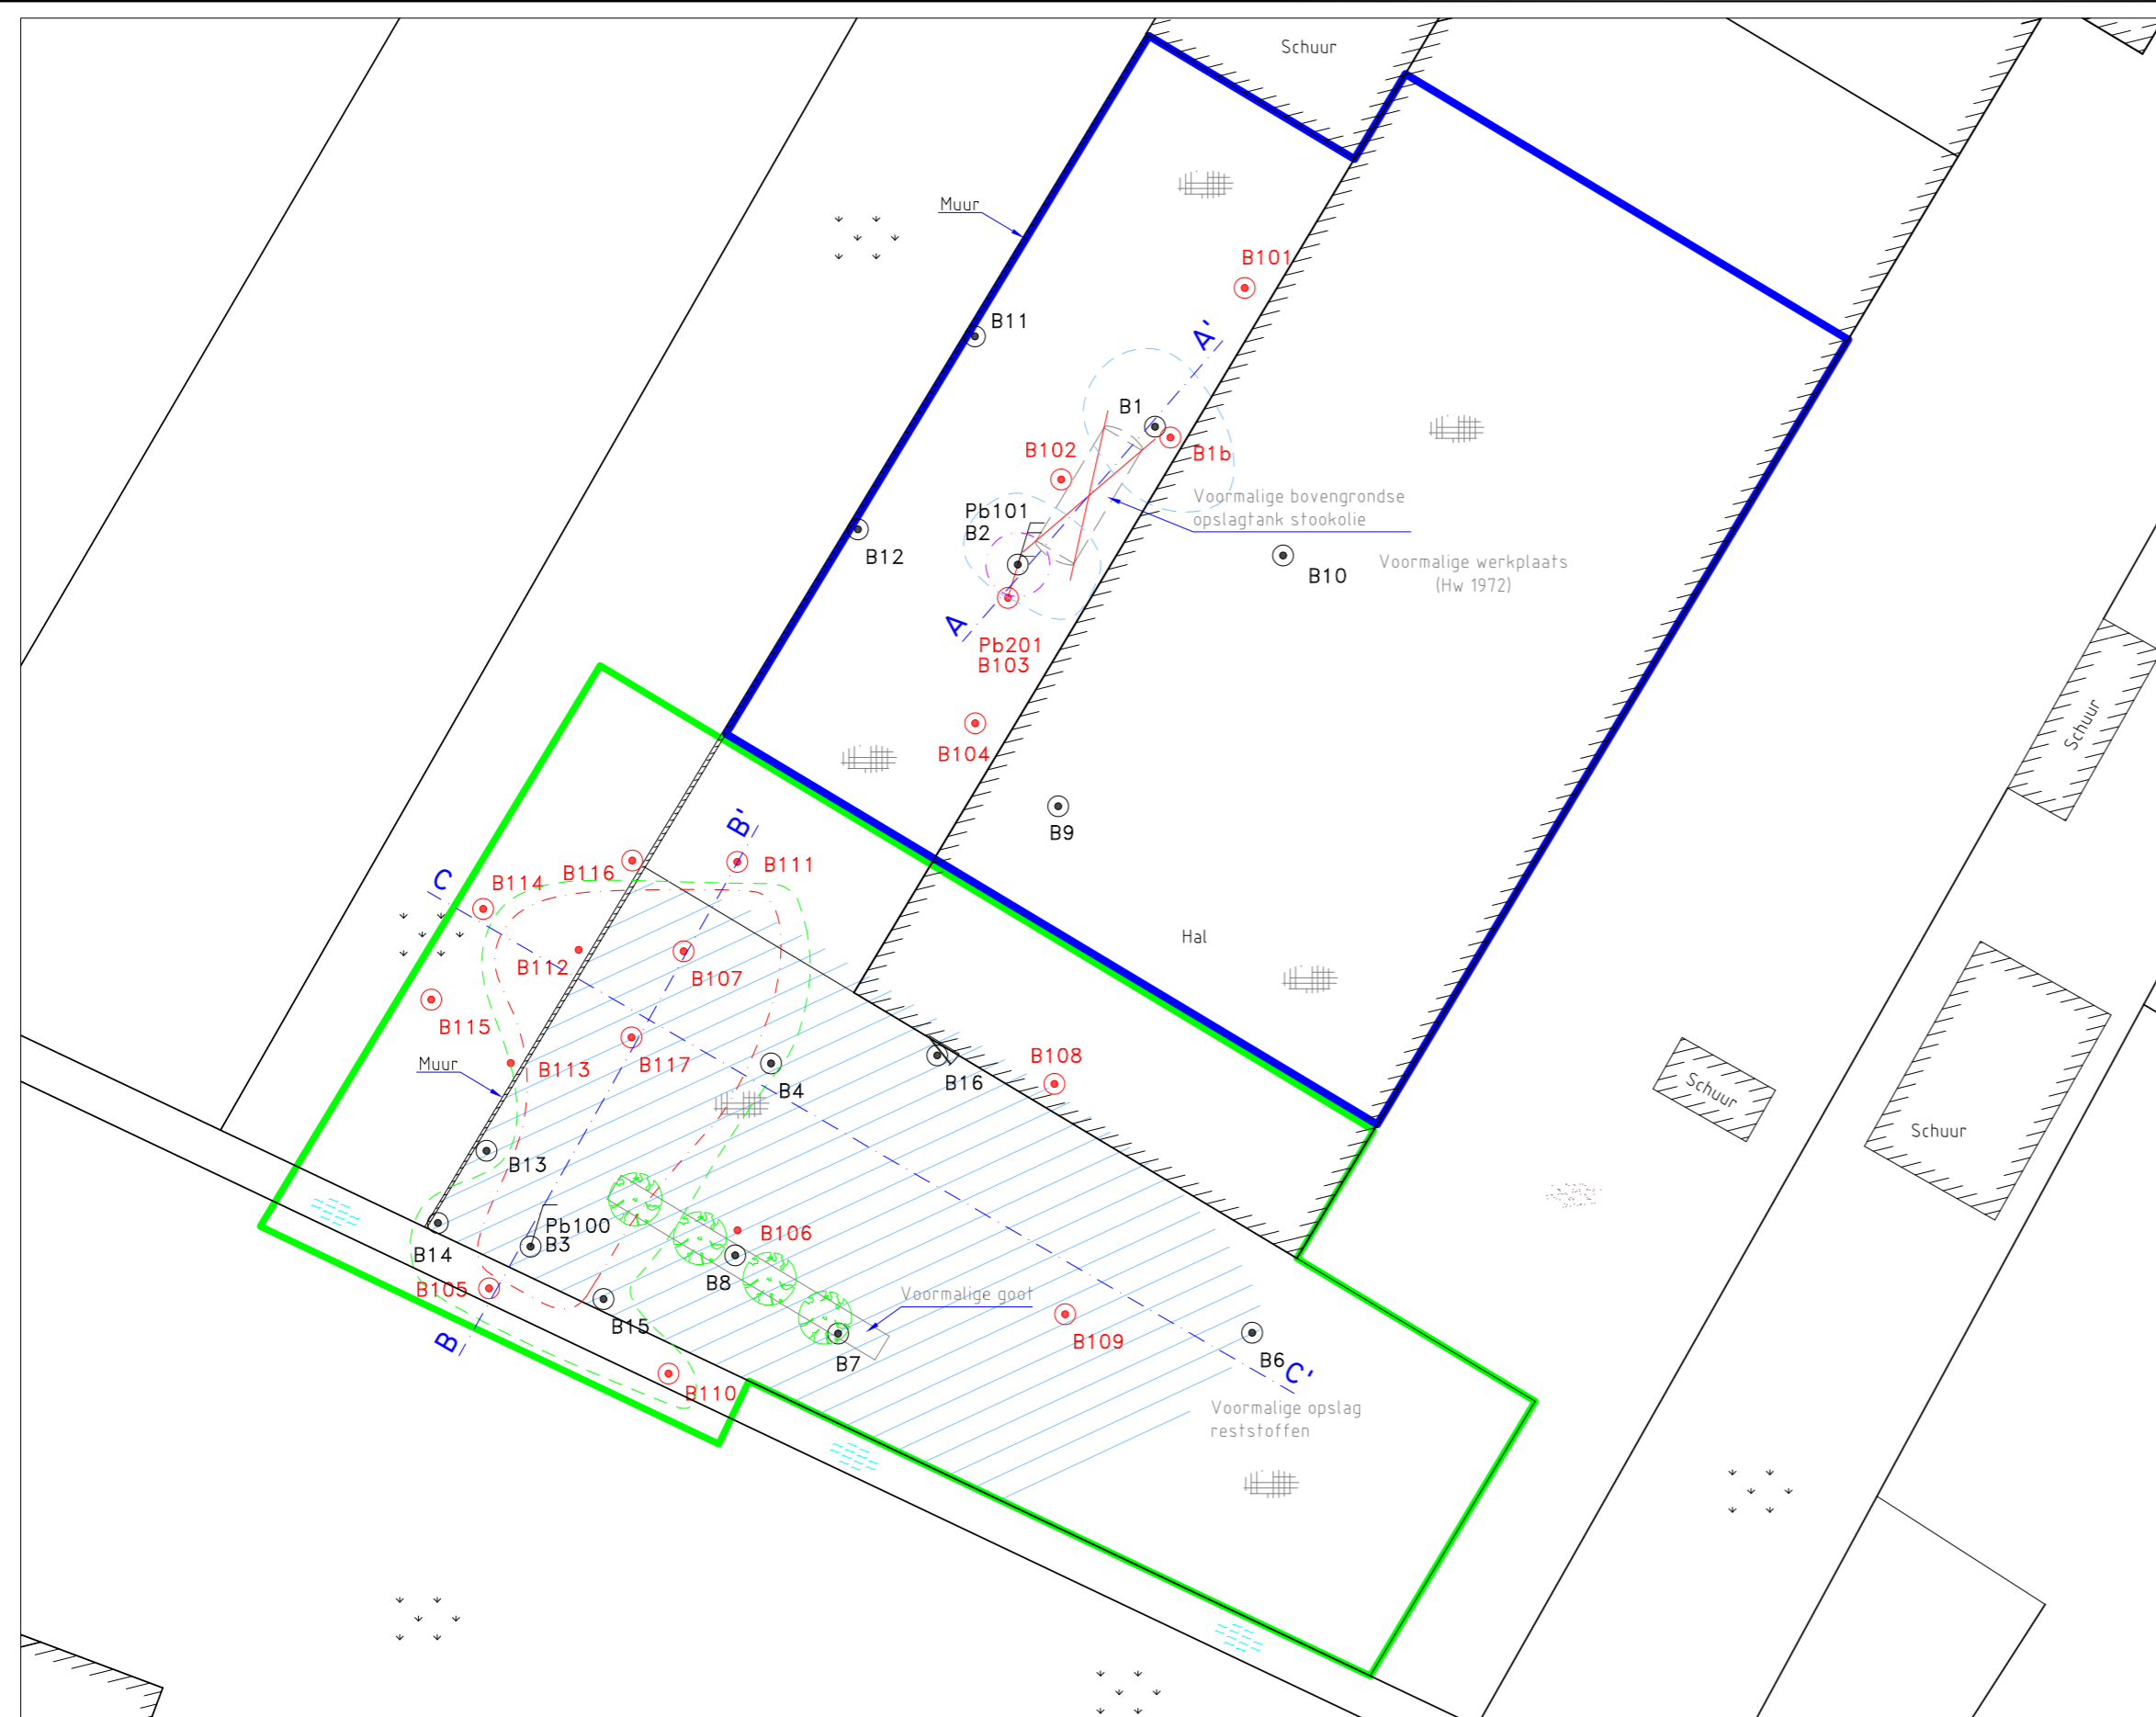 Schuur
Muur
B101
A'
B11
B1
B1b
B102
Voormalige bovengrondse
opslagtank stookolie
Pb101
B2
B12
B10
Voormalige werkplaats
(Hw 1972)
A
Pb201
B103
Schuur
B104
B'
B9
B116
B111
C
B114
Hal
B112
B107
B115
B108
Muur
B113
B117
B16
B4
Schuur
Schuur
B13
Pb100
B3
B106
B14
B8
B105
Voormalige goot
B
B15
B109
B7
B6
C'
B110
Voormalige opslag
reststoffen